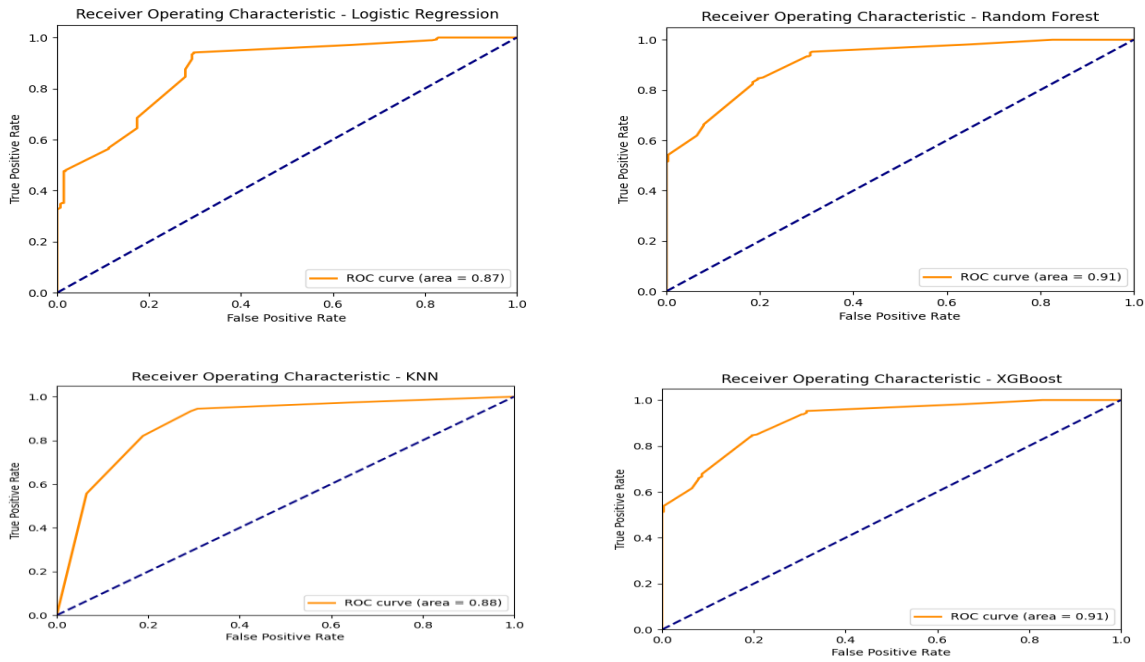 Receiver Operating Characteristic - Logistic Regression
1.0
0.8
0.6
0.4
0.2
0.0
True Positive Rate
ROC curve (area = 0.87)
0.0 0.2 0.4 0.6 0.8 1.0
False Positive Rate
Receiver Operating Characteristic - Random Forest
1.0
0.8
0.6
0.4
0.2
0.0
True Positive Rate
ROC curve (area = 0.91)
0.0 0.2 0.4 0.6 0.8 1.0
False Positive Rate
Receiver Operating Characteristic - KNN
1.0
0.8
0.6
0.4
0.2
0.0
True Positive Rate
ROC curve (area = 0.88)
0.0 0.2 0.4 0.6 0.8 1.0
False Positive Rate
Receiver Operating Characteristic - XGBoost
1.0
0.8
0.6
0.4
0.2
0.0
True Positive Rate
ROC curve (area = 0.91)
0.0 0.2 0.4 0.6 0.8 1.0
False Positive Rate